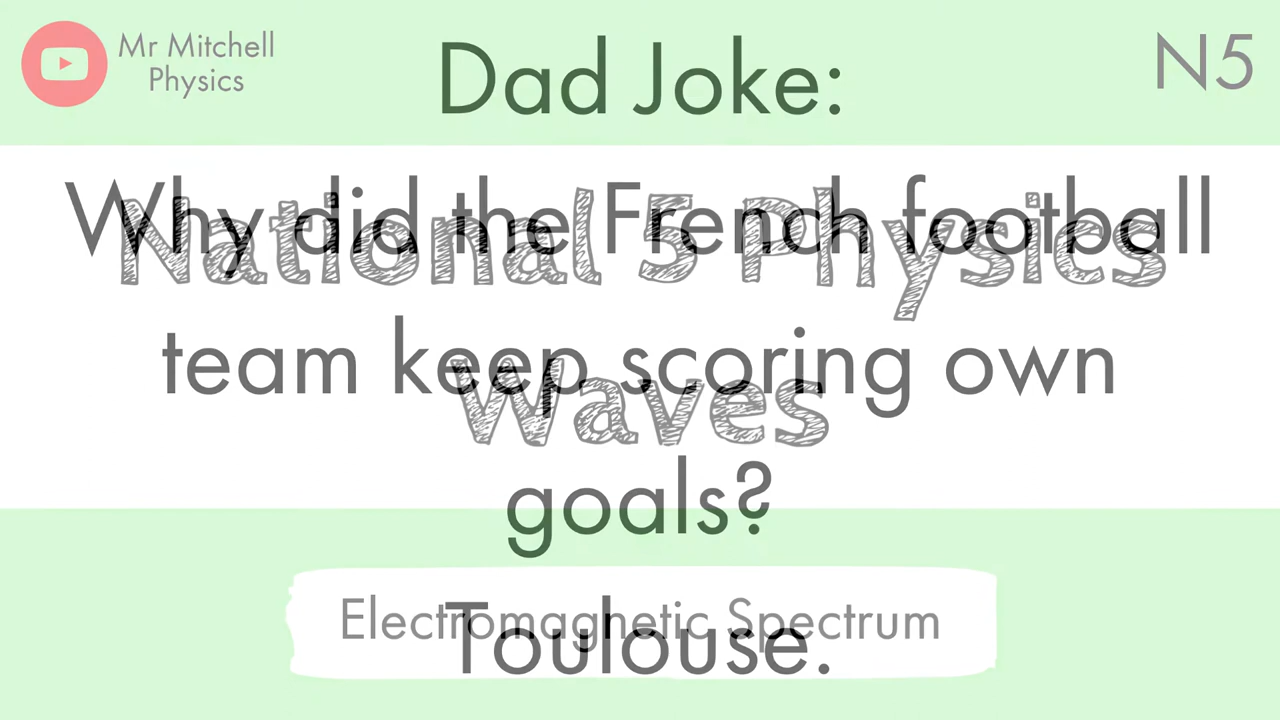 Mr Mitchell
Physics
Dad Joke:
N5
Why did the French football
National 5 Physics
team keep scoring own
Waves
goals?
Electromagnetic Spectrum
Toulouse.